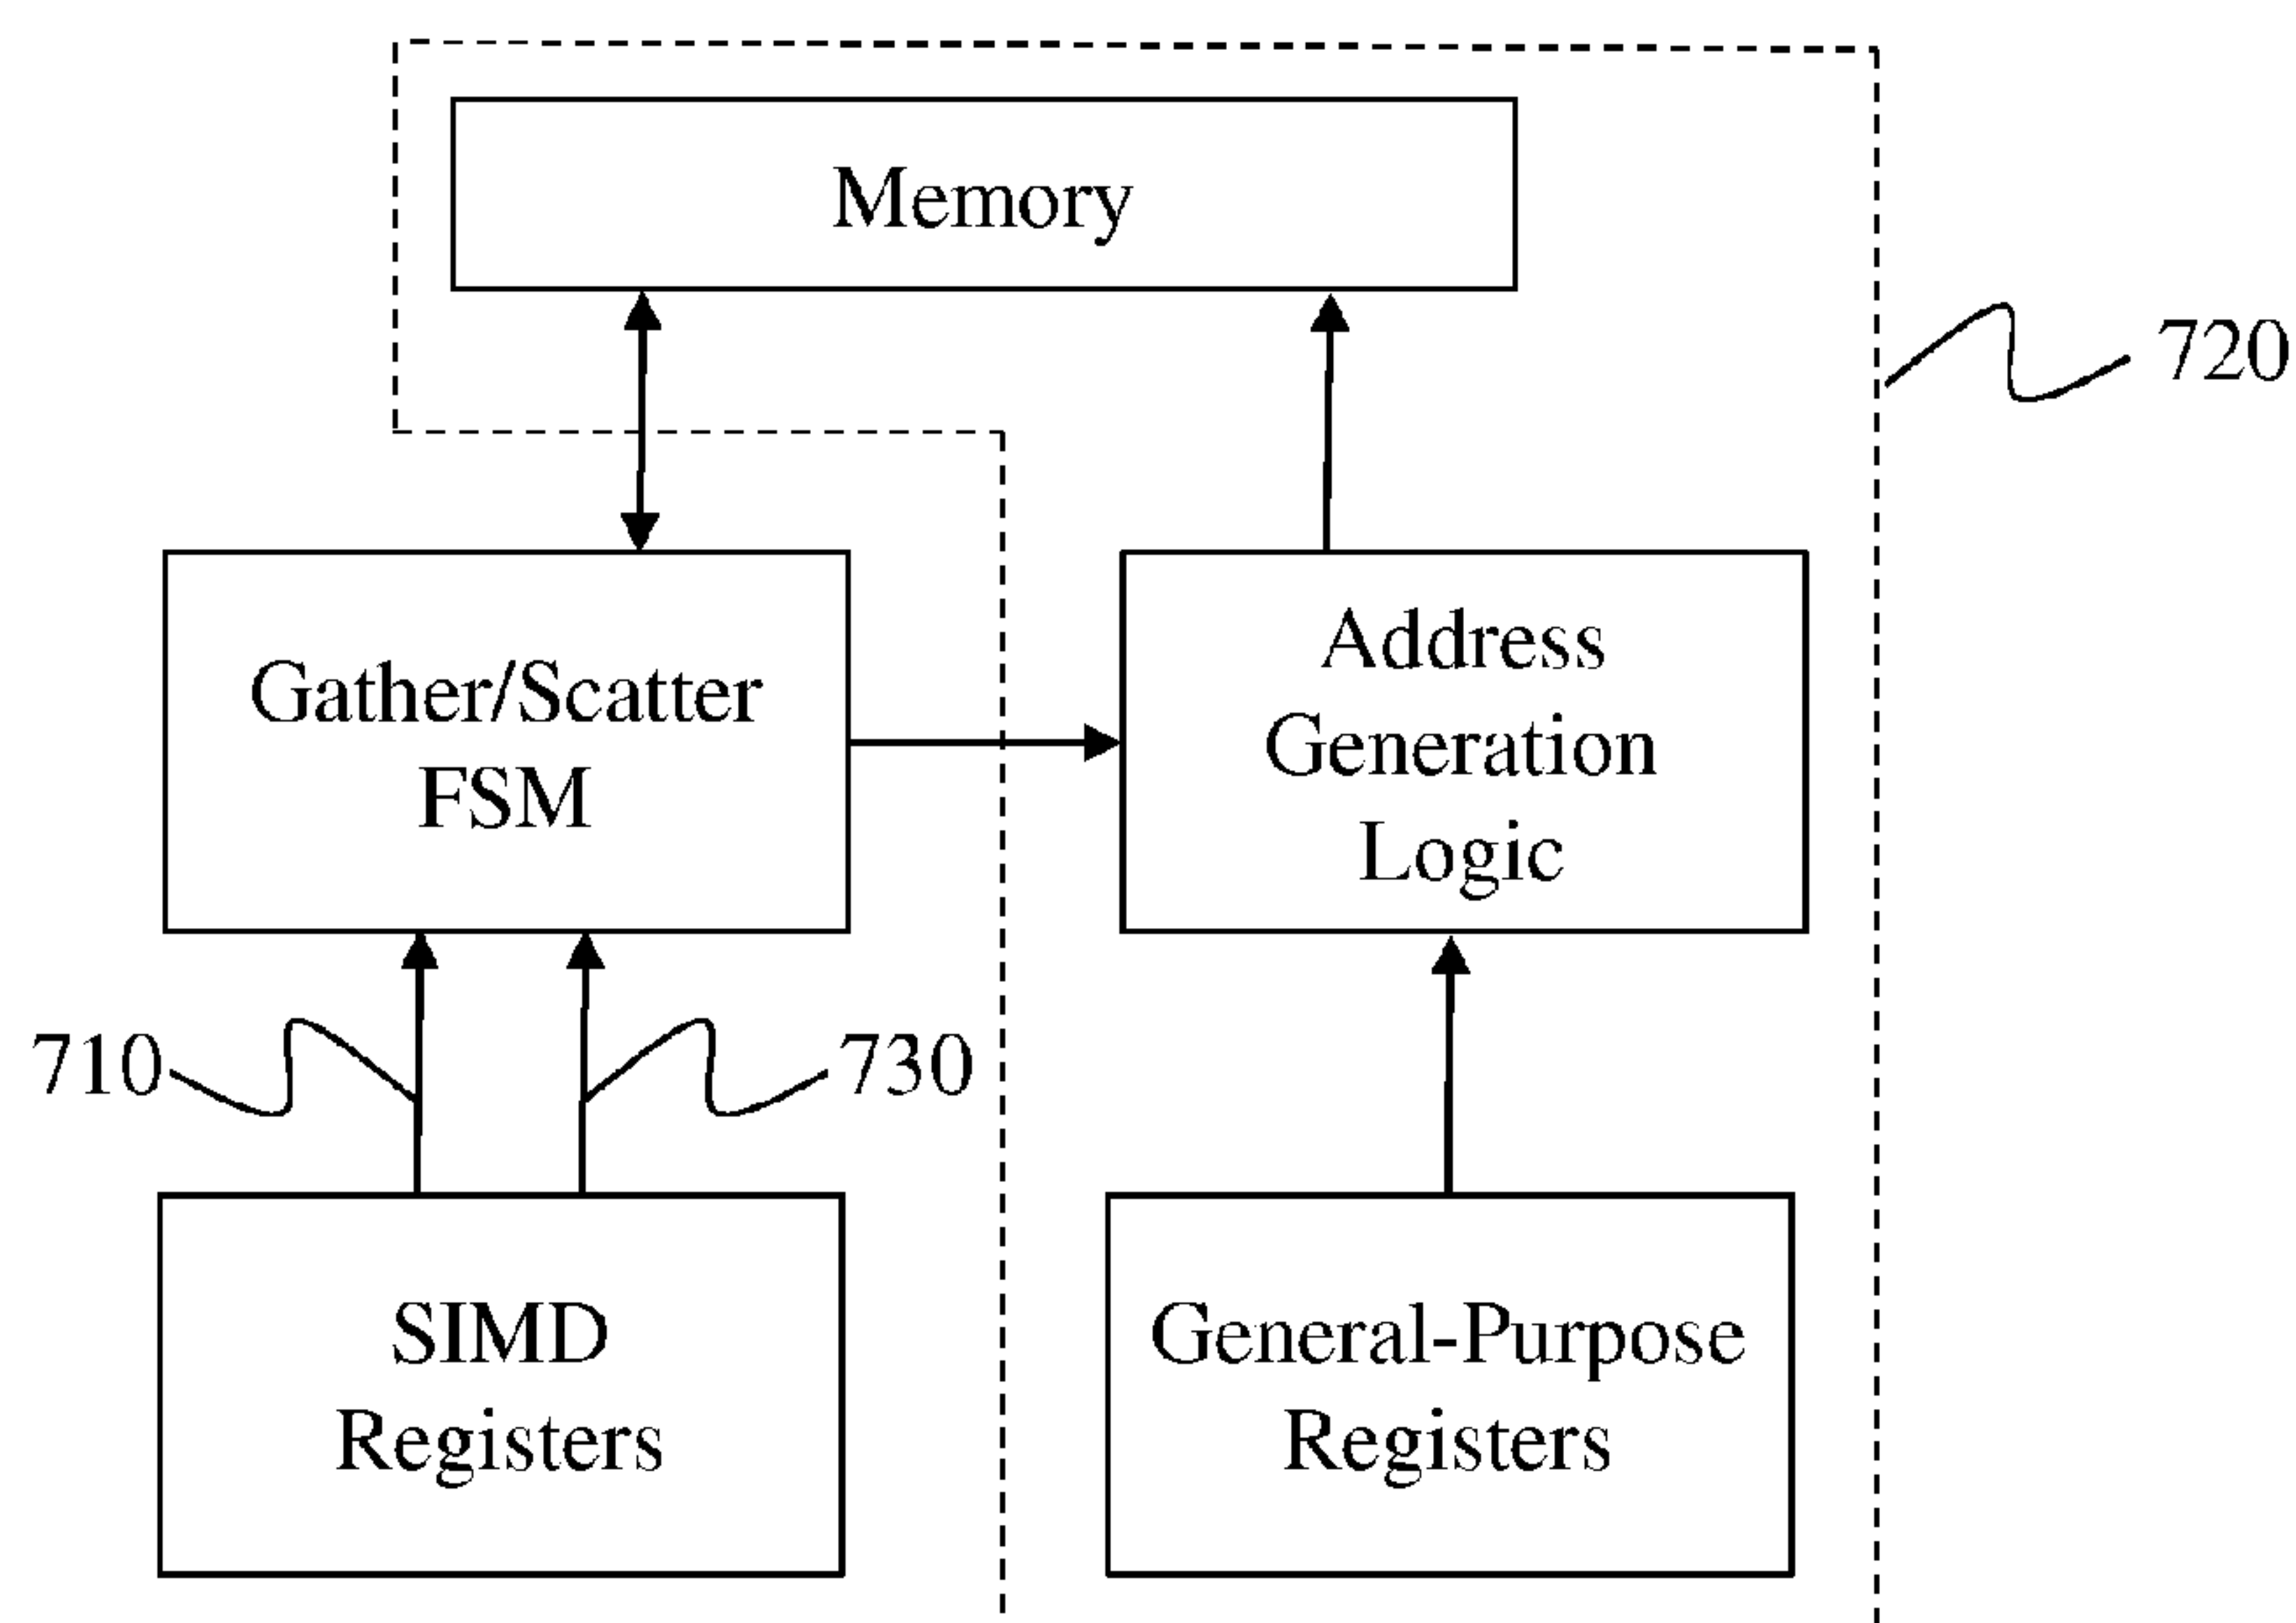 Memory
720
Gather/Scatter
FSM
Address
Generation
Logic
710
730
SIMD
Registers
General-Purpose
Registers